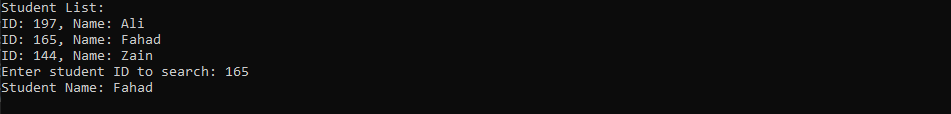 Student List:
ID: 197, Name: Ali
ID: 165, Name: Fahad
ID: 144, Name: Zain
Enter student ID to search: 165
Student Name: Fahad